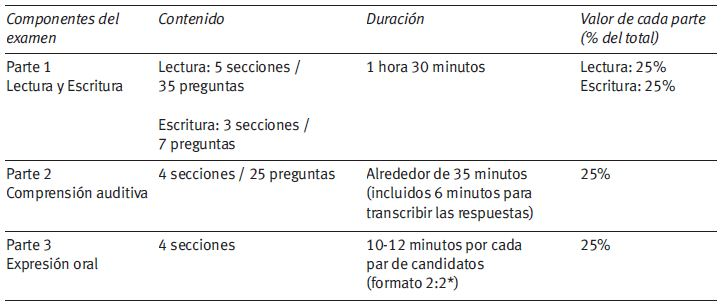 Componentes del examen
Contenido
Duración
Valor de cada parte (% del total)
Parte 1
Lectura y Escritura
Lectura: 5 secciones /
35 preguntas
Escritura: 3 secciones /
7 preguntas
1 hora 30 minutos
Lectura: 25%
Escritura: 25%
Parte 2
Comprensión auditiva
4 secciones / 25 preguntas
Alrededor de 35 minutos
(incluidos 6 minutos para
transcribir las respuestas)
25%
Parte 3
Expresión oral
4 secciones
10-12 minutos por cada
par de candidatos
(formato 2:2*)
25%